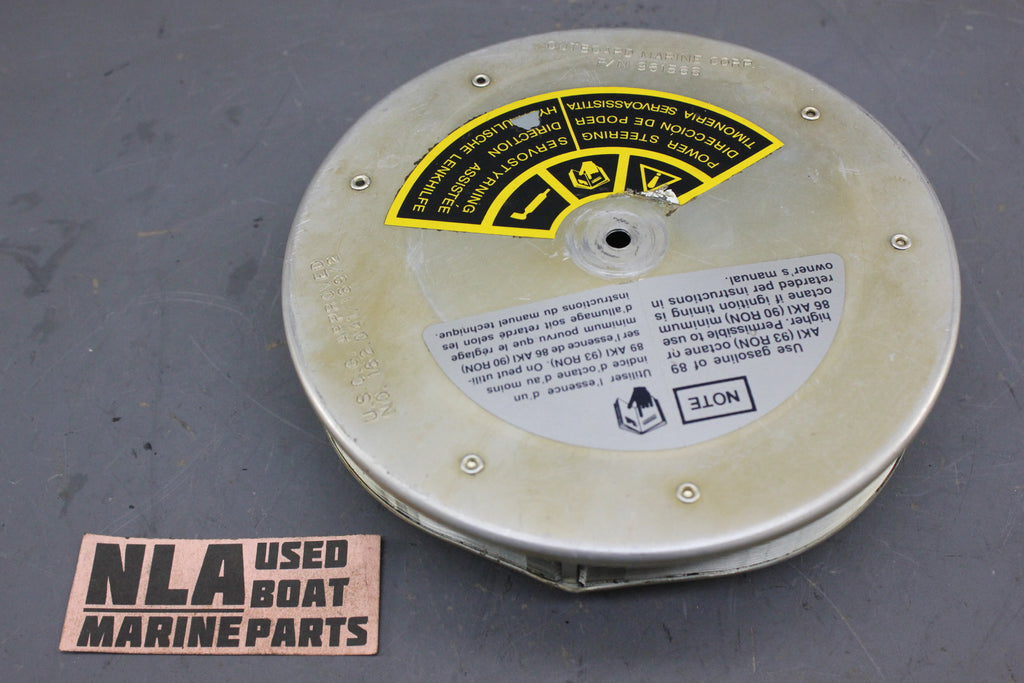 OUTBOARD MARINE CORP.
P/N
POWER STEERING
DIRECCIÓN DE PODER
TIMONERIA SERVOASSISTITA
SERVOSTYRNING
DIRECTION ASSISTÉE
LENKHILFE
NOTE
Use gasoline of 89
AKI (93 RON) octane or
higher. Permissible to use
86 AKI (90 RON) minimum
octane if ignition timing is
retarded per instructions in
owner's manual.
Utiliser l'essence d'un
indice d'octane d'au moins
89 AKI (93 RON). On peut utili-
ser l'essence de 86 AKI (90 RON)
minimum pourvu que le réglage
d'allumage soit retardé selon les
instructions du manuel technique.
U.S.C.G. APPROVED
NO.
NLA USED
BOAT
MARINE PARTS